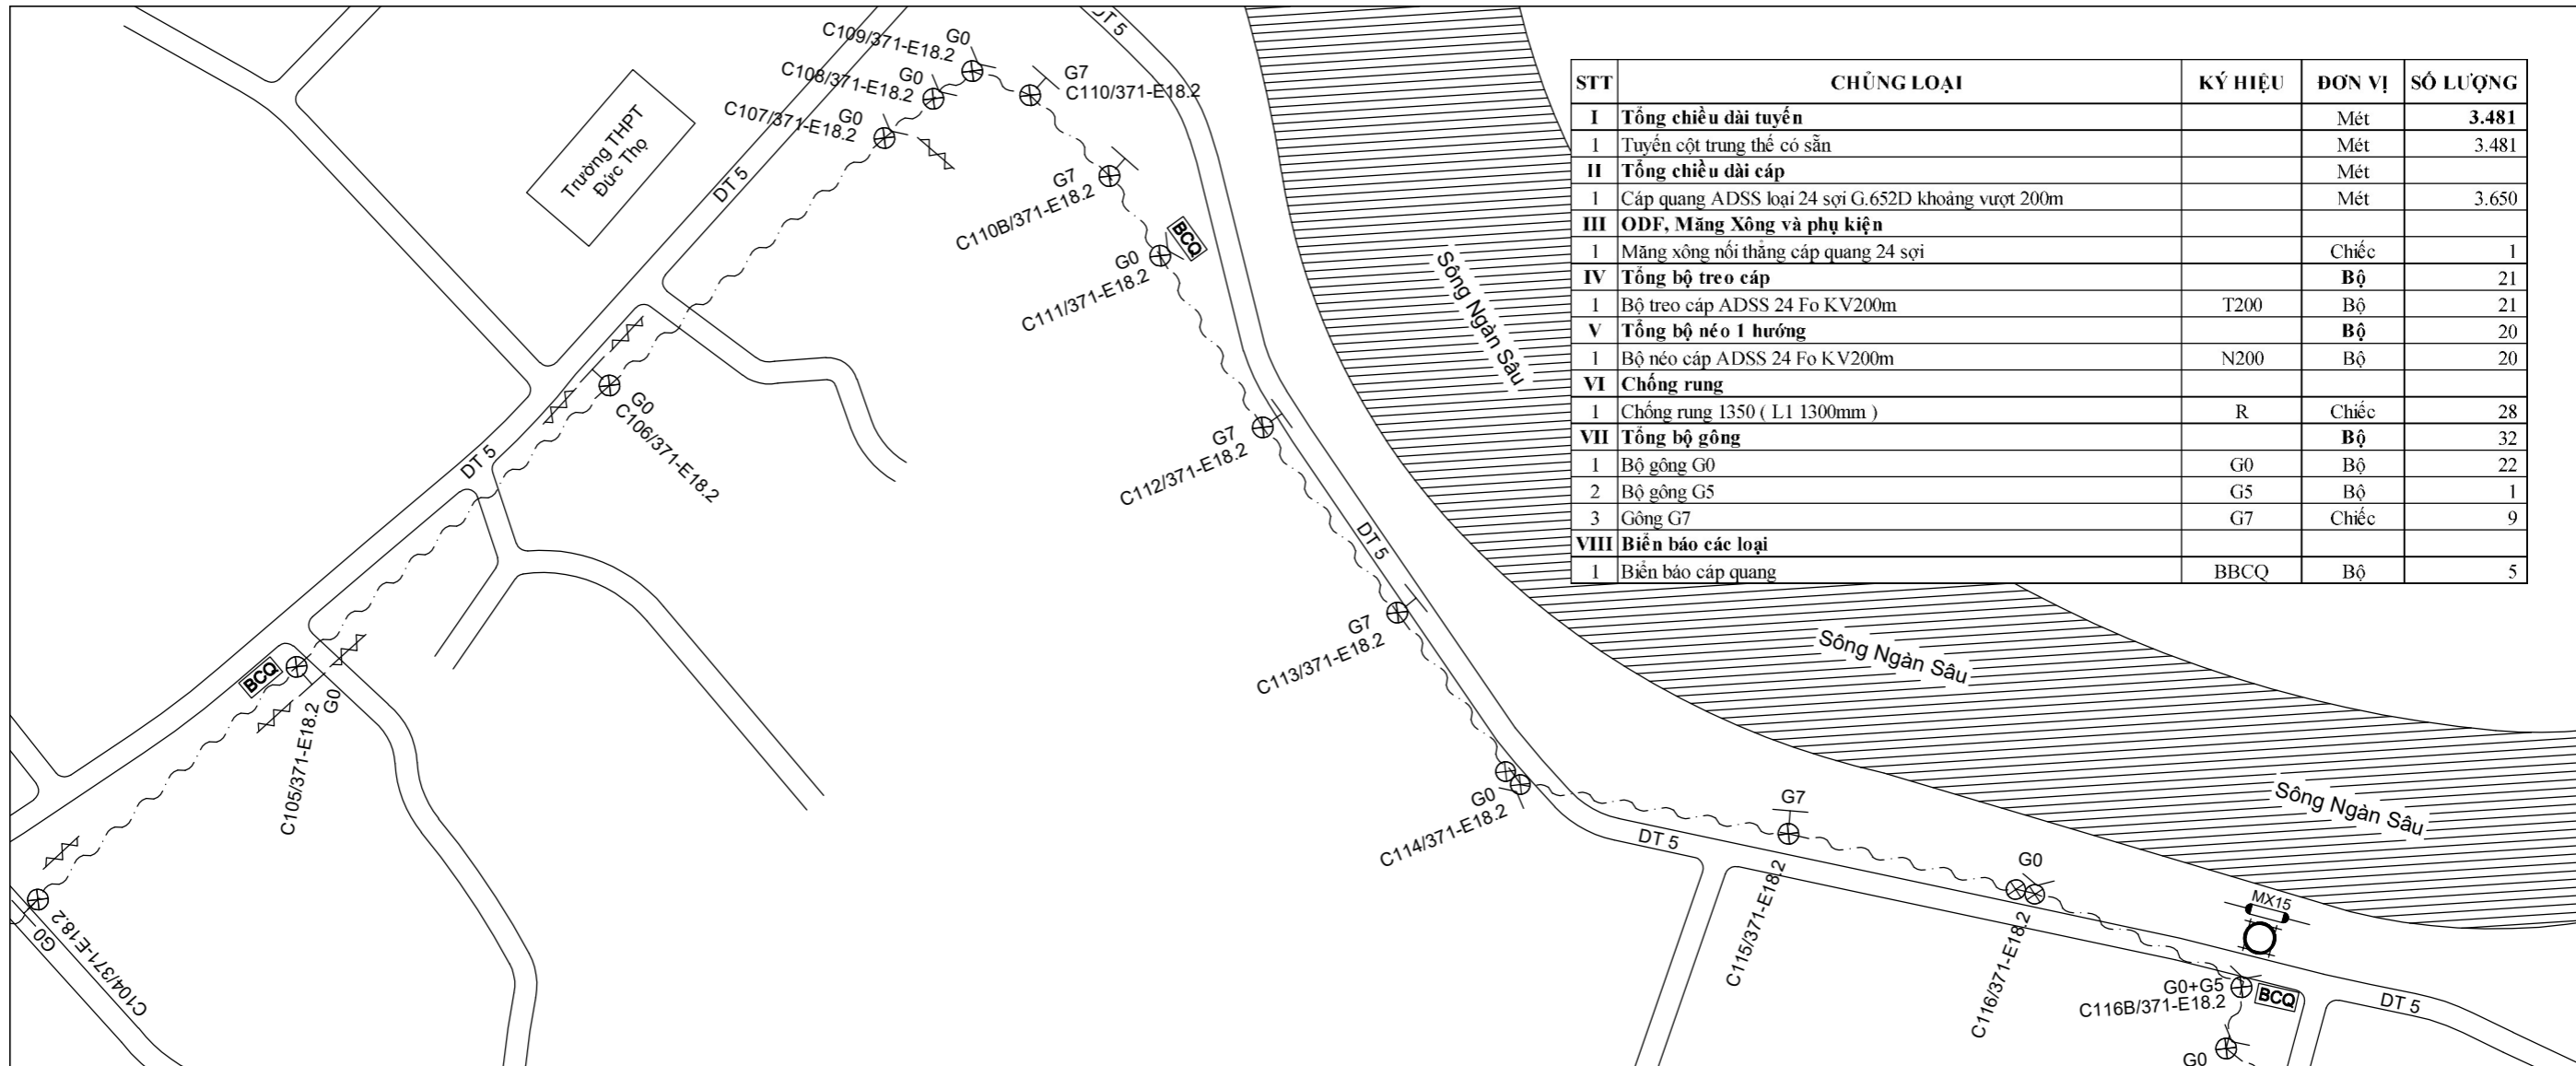 C109/371-E18.2
G0
C108/371-E18.2
G0
C107/371-E18.2
G0
G7
C110/371-E18.2
DT 5
Trường THPT
Đức Thọ
DT 5
G7
C110B/371-E18.2
BCQ
G0
C111/371-E18.2
Sông Ngàn Sâu
G0
C106/371-E18.2
DT 5
G7
C112/371-E18.2
DT 5
G7
C113/371-E18.2
BCQ
G0
C105/371-E18.2
Sông Ngàn Sâu
G0
C114/371-E18.2
G7
C115/371-E18.2
DT 5
Sông Ngàn Sâu
G0
C116/371-E18.2
MX15
G0
C104/371-E18.2
G0+G5
C116B/371-E18.2
BCQ
DT 5
G0
STT CHỦNG LOẠI KÝ HIỆU ĐƠN VỊ SỐ LƯỢNG
I Tổng chiều dài tuyến Mét 3.481
1 Tuyến cột trung thế có sẵn Mét 3.481
II Tổng chiều dài cáp Mét
1 Cáp quang ADSS loại 24 sợi G.652D khoảng vượt 200m Mét 3.650
III ODF, Măng Xông và phụ kiện
1 Măng xông nối thẳng cáp quang 24 sợi Chiếc 1
IV Tổng bộ treo cáp Bộ 21
1 Bộ treo cáp ADSS 24 Fo KV200m T200 Bộ 21
V Tổng bộ néo 1 hướng Bộ 20
1 Bộ néo cáp ADSS 24 Fo KV200m N200 Bộ 20
VI Chống rung
1 Chống rung 1350 ( L1 1300mm ) R Chiếc 28
VII Tổng bộ gông Bộ 32
1 Bộ gông G0 G0 Bộ 22
2 Bộ gông G5 G5 Bộ 1
3 Gông G7 G7 Chiếc 9
VIII Biển báo các loại
1 Biển báo cáp quang BBCQ Bộ 5